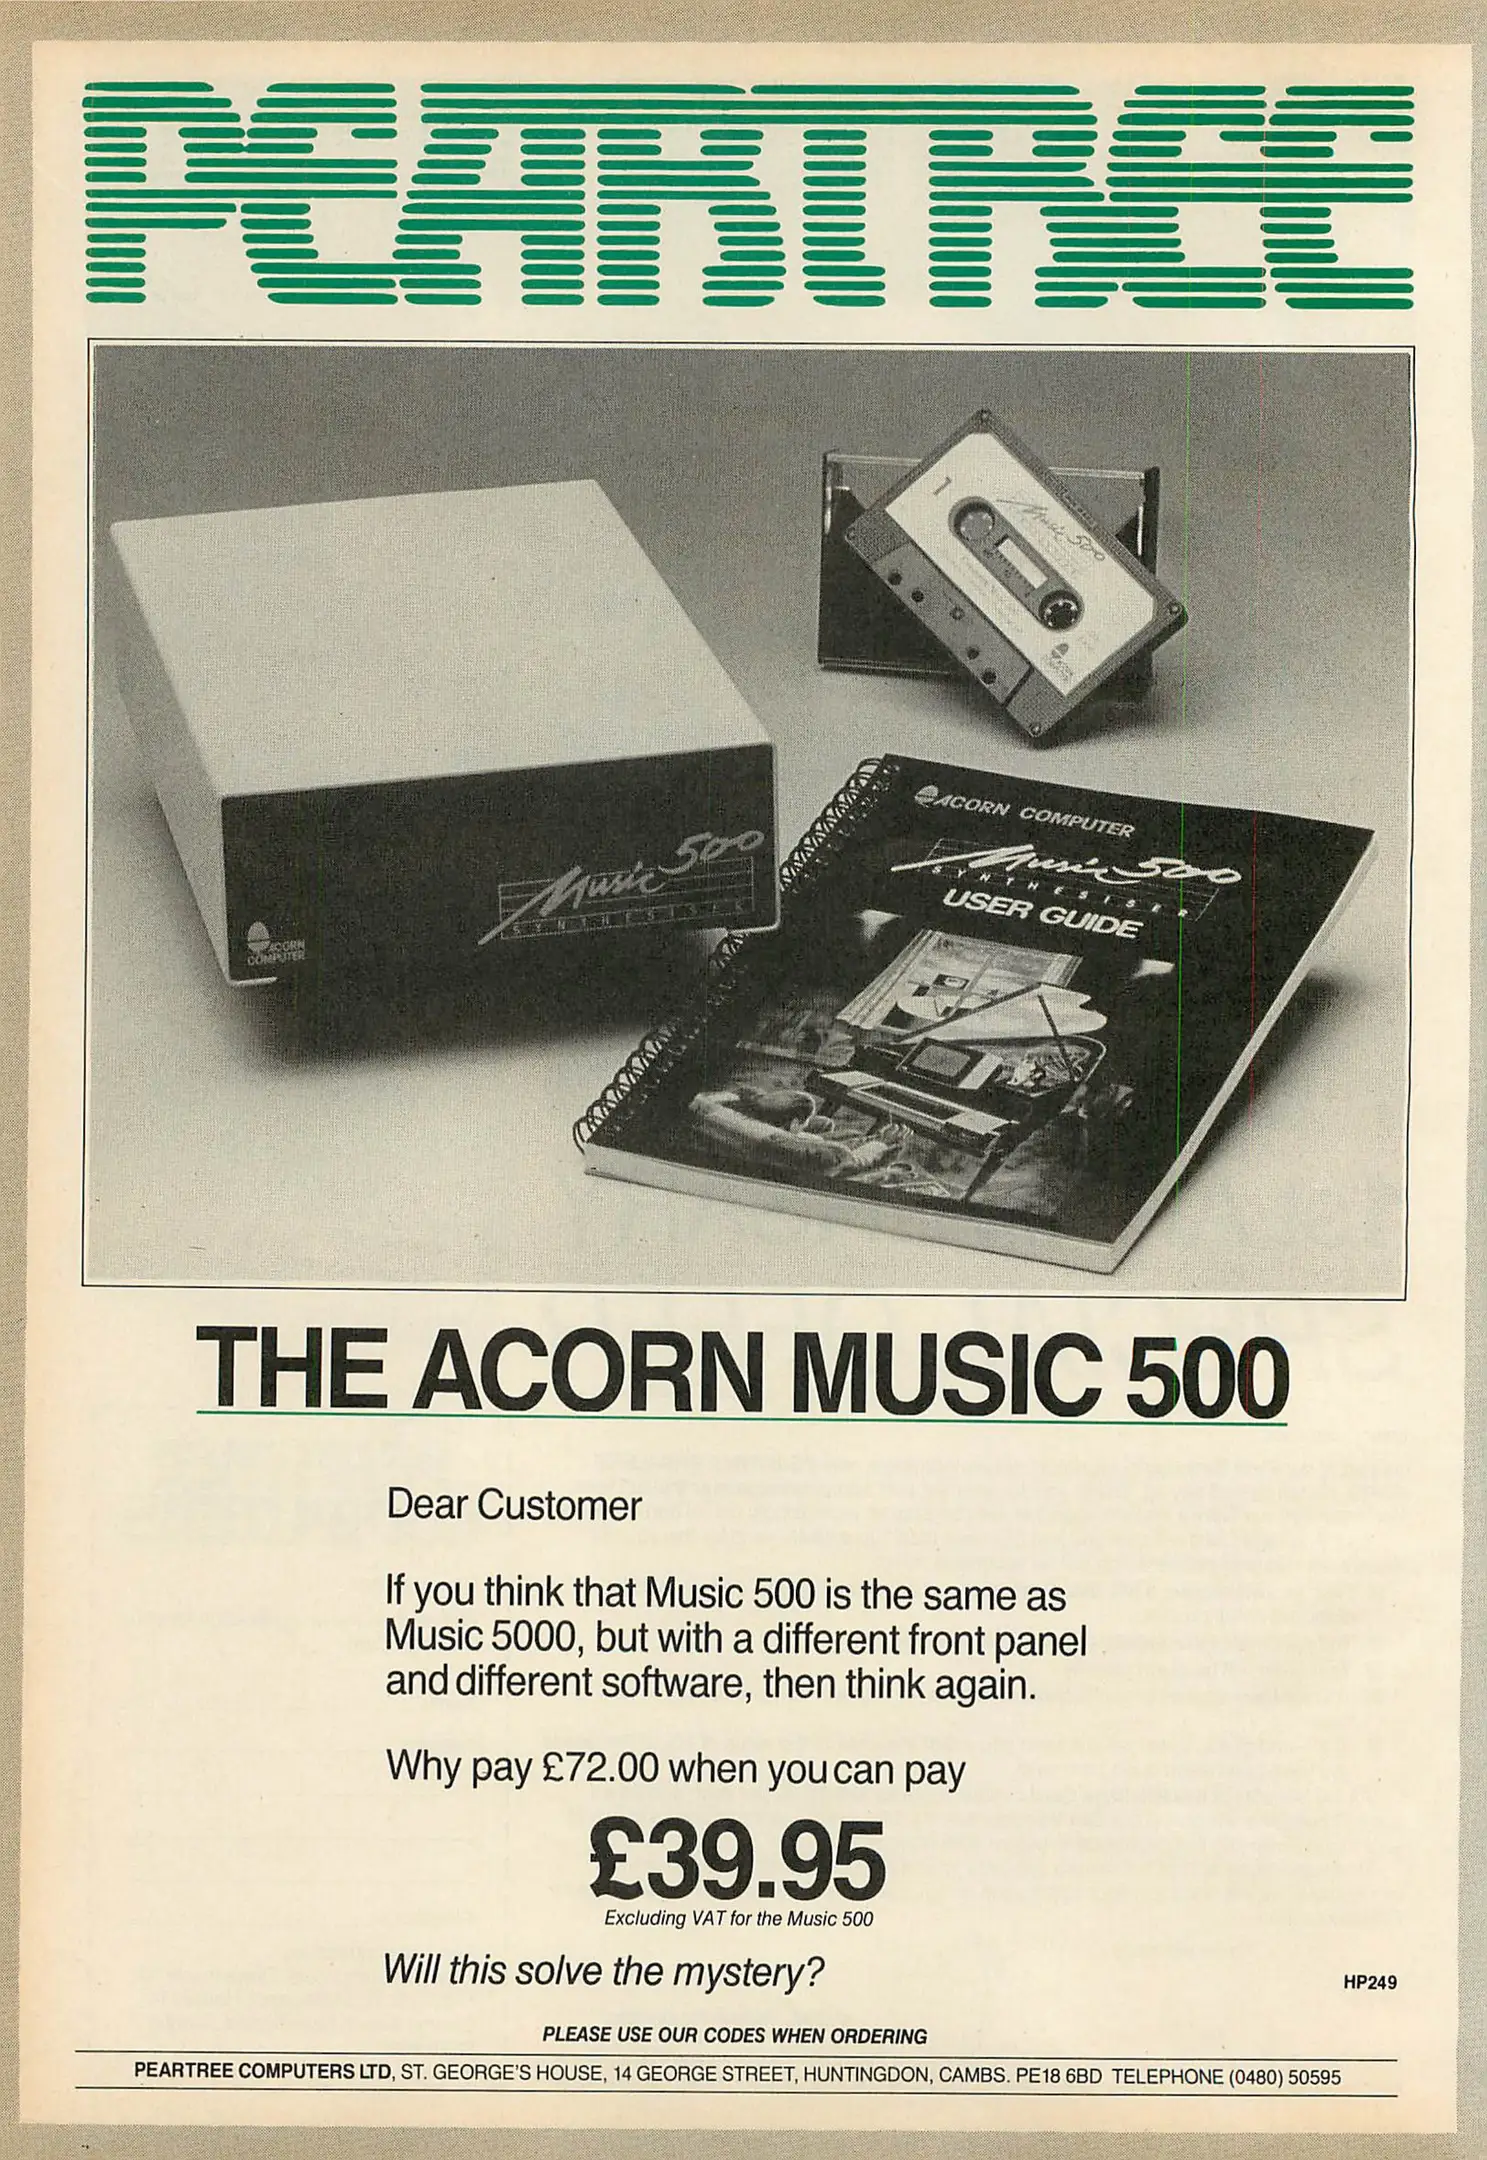 PEARTREE
1
Music 500
ACORN COMPUTER
Music 500
SYNTHESISER
USER GUIDE
Music 500
SYNTHESISER
ACORN
COMPUTER
THE ACORN MUSIC 500
Dear Customer
If you think that Music 500 is the same as
Music 5000, but with a different front panel
and different software, then think again.
Why pay £72.00 when you can pay
£39.95
Excluding VAT for the Music 500
Will this solve the mystery?
HP249
PLEASE USE OUR CODES WHEN ORDERING
PEARTREE COMPUTERS LTD, ST. GEORGE'S HOUSE, 14 GEORGE STREET, HUNTINGDON, CAMBS. PE18 6BD TELEPHONE (0480) 50595